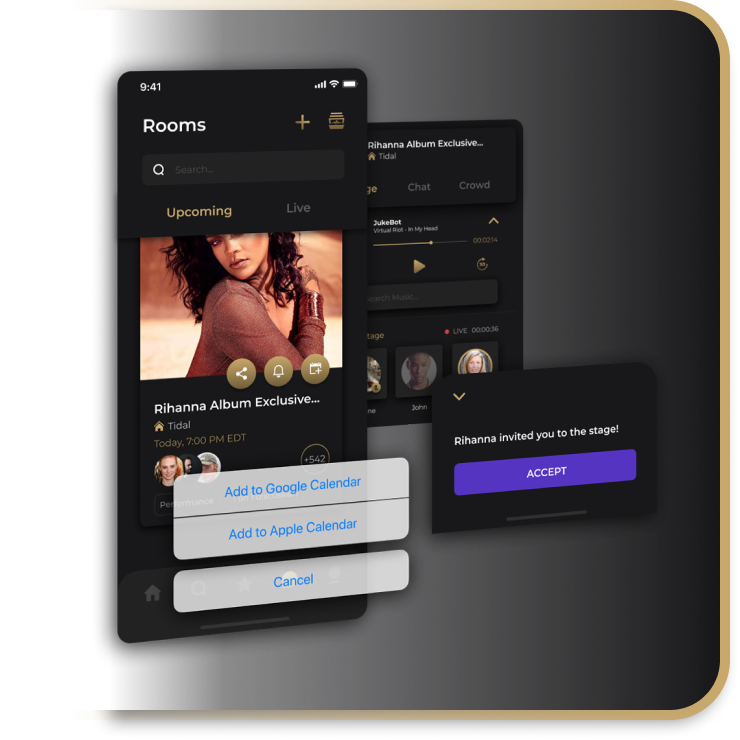 9:41
Rooms
Search...
Upcoming
Live
Rihanna Album Exclusive...
Tidal
Today, 7:00 PM EDT
+542
Performance
Add to Google Calendar
Add to Apple Calendar
Cancel
Rihanna Album Exclusive...
Tidal
ge
Chat
Crowd
JukeBot
Virtual Riot - In My Head
00:02:14
10
Search Music...
tage
LIVE 00:00:36
ne
John
Rihanna invited you to the stage!
ACCEPT